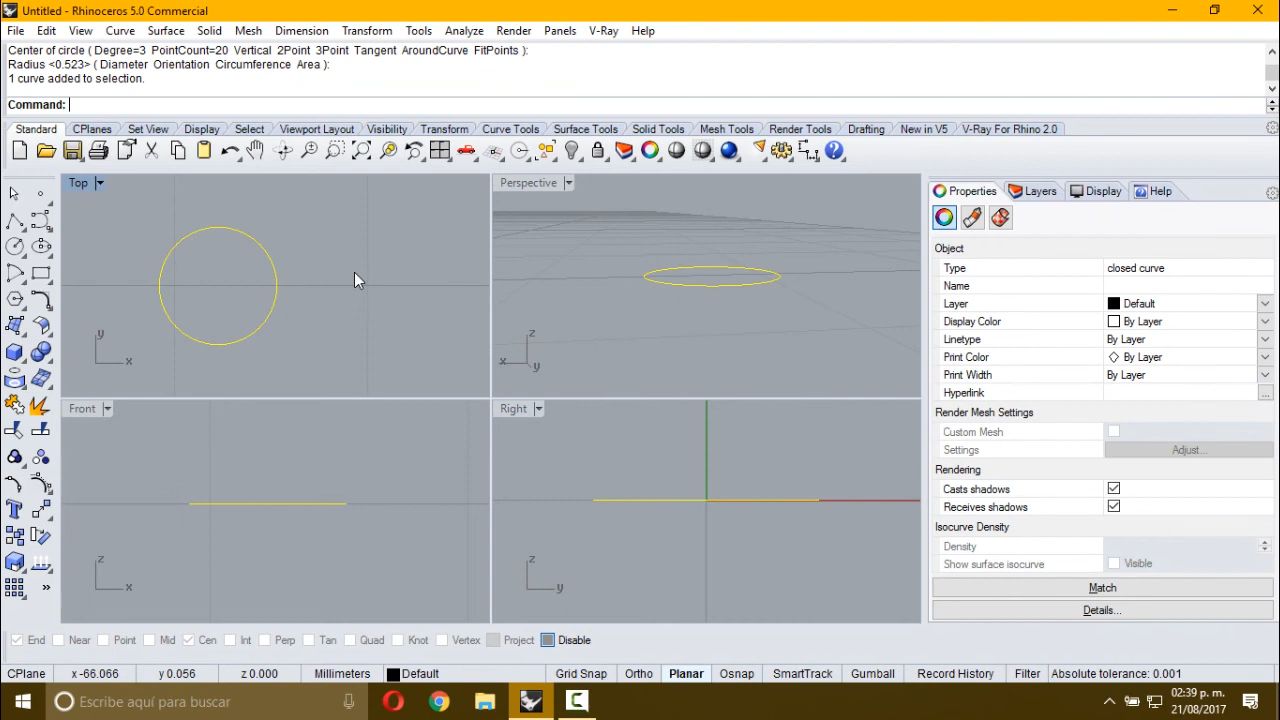 Untitled - Rhinoceros 5.0 Commercial
File Edit View Curve Surface Solid Mesh Dimension Transform Tools Analyze Render Panels V-Ray Help
Center of circle ( Degree=3 PointCount=20 Vertical 2Point 3Point Tangent AroundCurve FitPoints ):
Radius <0.523> ( Diameter Orientation Circumference Area ):
1 curve added to selection.
Command:
Standard CPlanes Set View Display Select Viewport Layout Visibility Transform Curve Tools Surface Tools Solid Tools Mesh Tools Render Tools Drafting New in V5 V-Ray For Rhino 2.0
Top Perspective
Properties Layers Display Help
Object
Type closed curve
Name
Layer Default
Display Color By Layer
Linetype By Layer
Print Color By Layer
Print Width By Layer
Hyperlink ...
Render Mesh Settings
Custom Mesh
Settings Adjust...
Rendering
Casts shadows
Receives shadows
Isocurve Density
Density
Show surface isocurve Visible
Match
Details...
y x
z x y
Front Right
z x
z y
End Near Point Mid Cen Int Perp Tan Quad Knot Vertex Project Disable
CPlane x -66.066 y 0.056 z 0.000 Millimeters Default Grid Snap Ortho Planar Osnap SmartTrack Gumball Record History Filter Absolute tolerance: 0.001
Escribe aquí para buscar
02:39 p. m.
21/08/2017